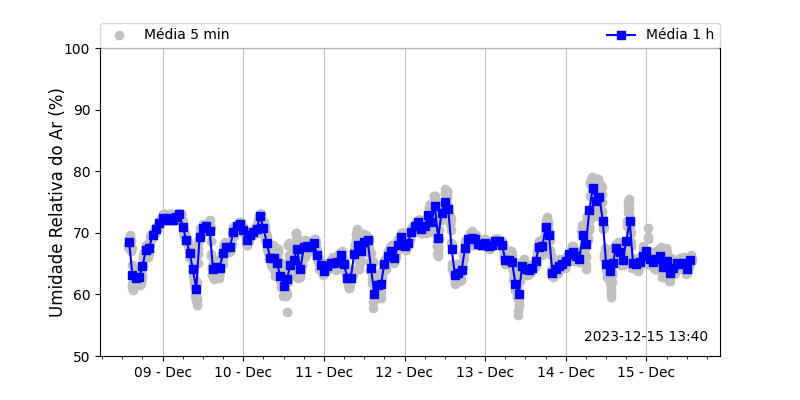 Média 5 min
Média 1 h
Umidade Relativa do Ar (%)
100
90
80
70
60
50
2023-12-15 13:40
09 - Dec
10 - Dec
11 - Dec
12 - Dec
13 - Dec
14 - Dec
15 - Dec